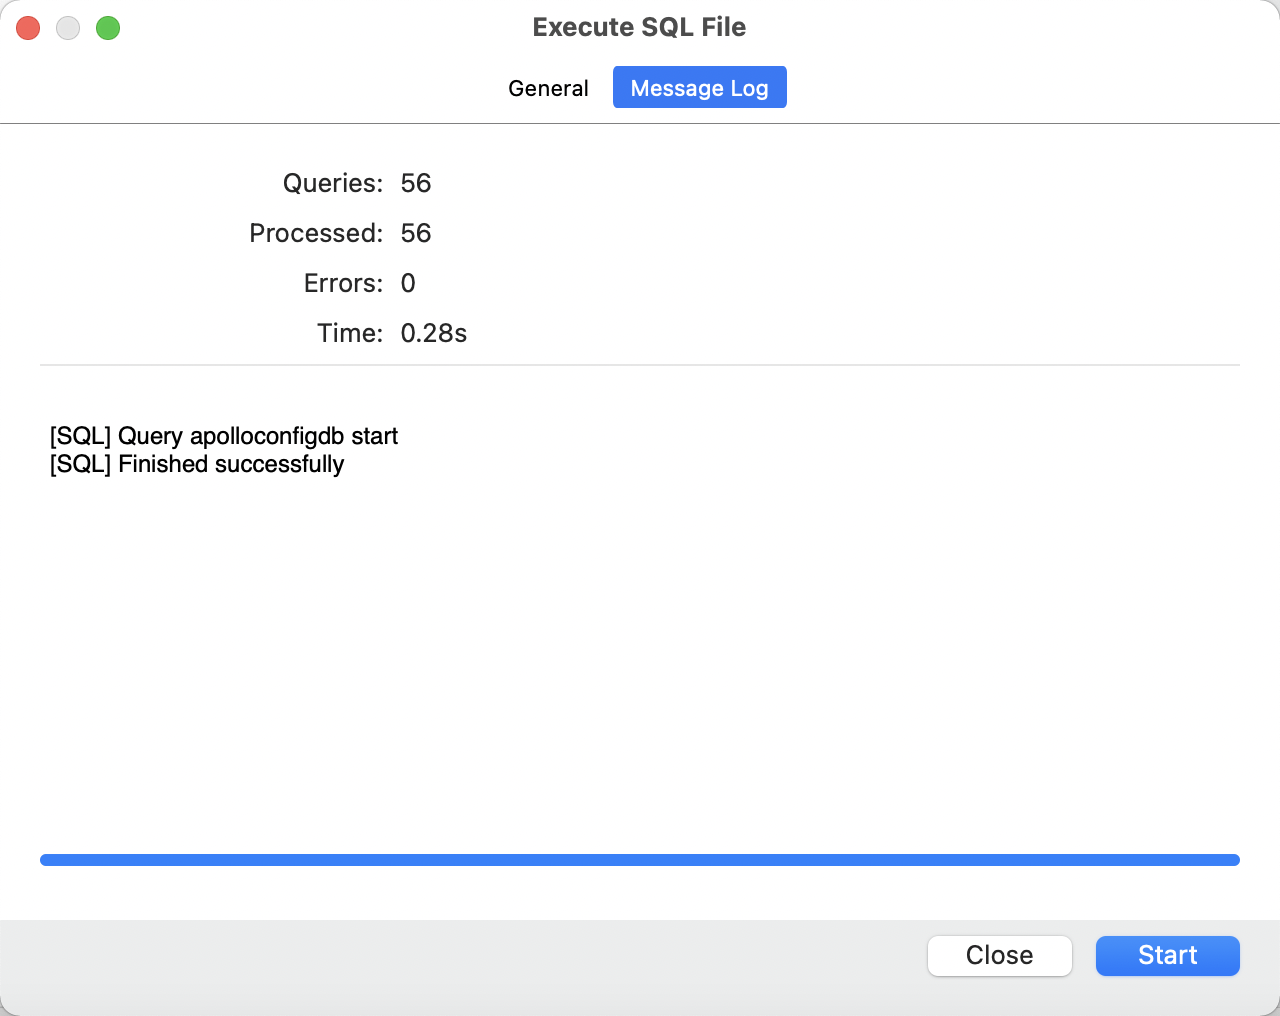 Execute SQL File
General Message Log
Queries: 56
Processed: 56
Errors: 0
Time: 0.28s
[SQL] Query apolloconfigdb start
[SQL] Finished successfully
Close Start